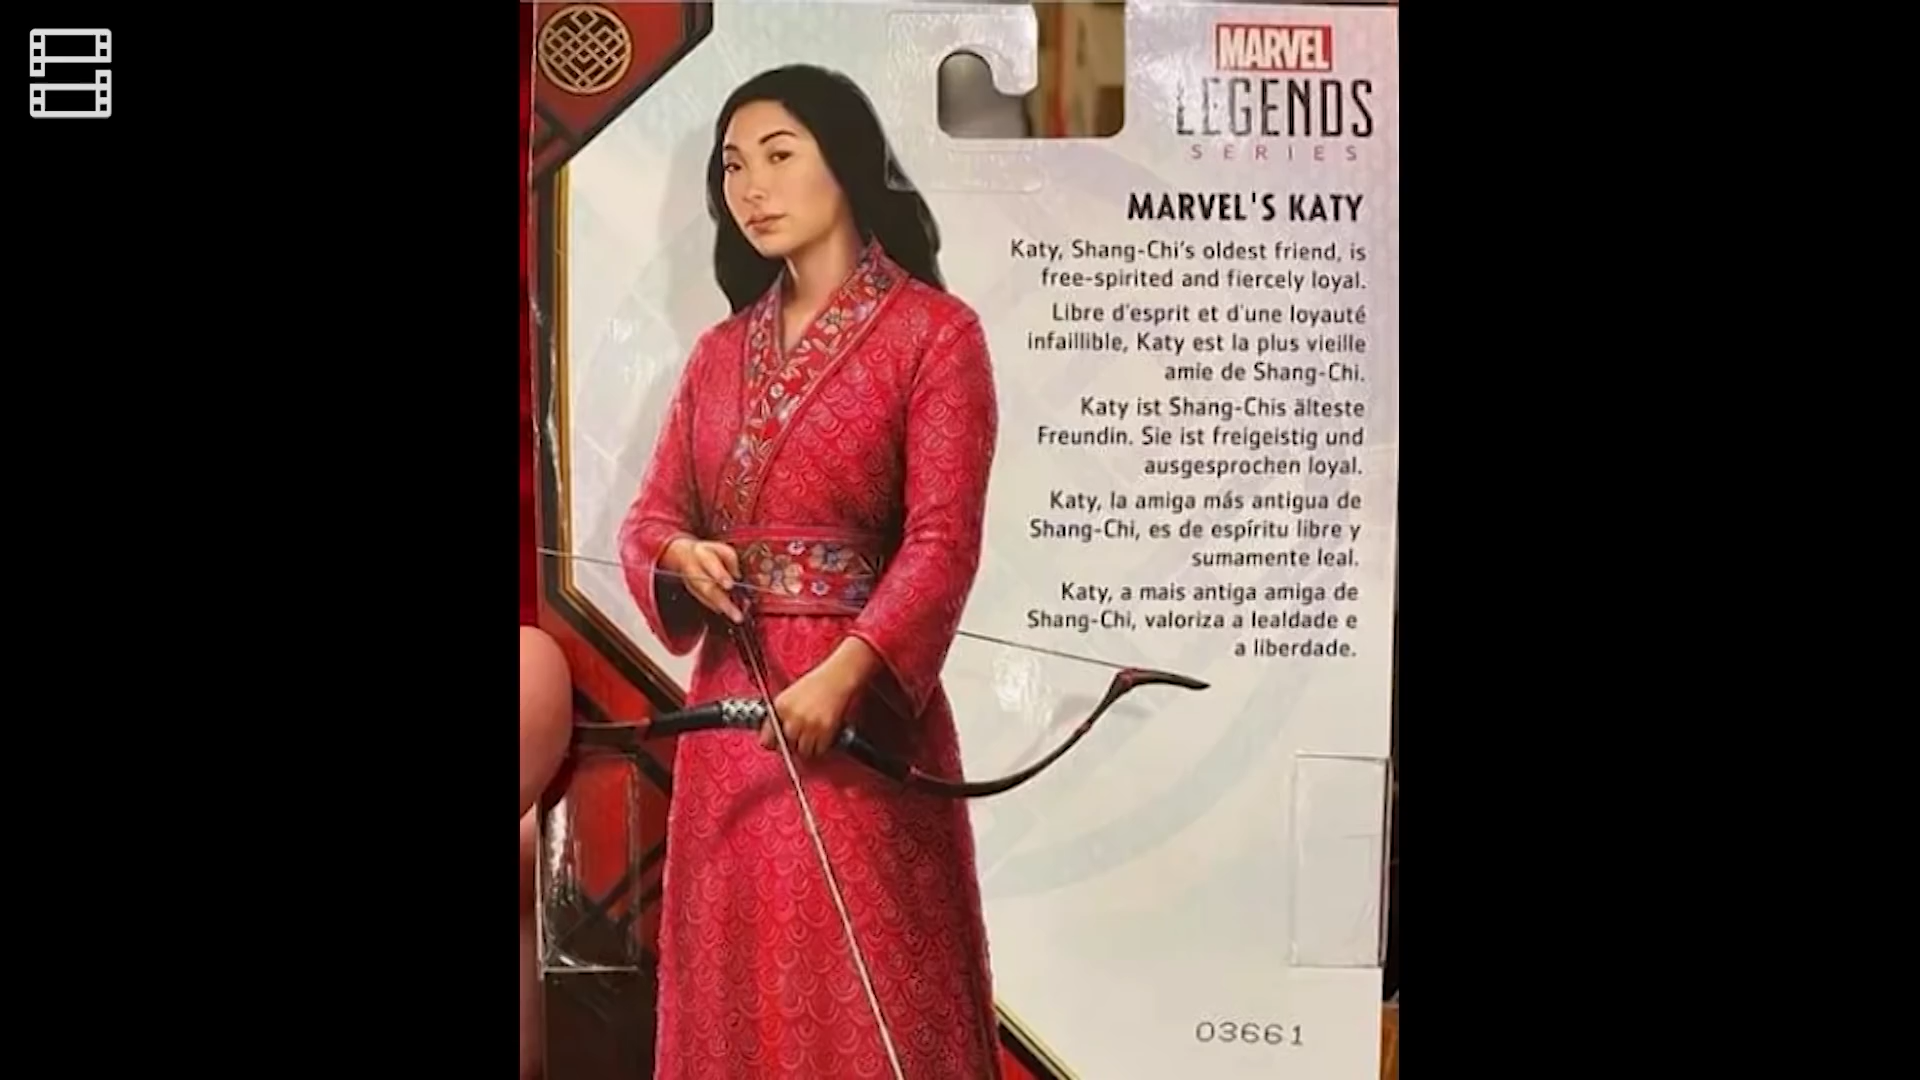 MARVEL
LEGENDS
SERIES
MARVEL'S KATY
Katy, Shang-Chi's oldest friend, is
free-spirited and fiercely loyal.
Libre d'esprit et d'une loyauté
infaillible, Katy est la plus vieille
amie de Shang-Chi.
Katy ist Shang-Chis älteste
Freundin. Sie ist freigeistig und
ausgesprochen loyal.
Katy, la amiga más antigua de
Shang-Chi, es de espíritu libre y
sumamente leal.
Katy, a mais antiga amiga de
Shang-Chi, valoriza a lealdade e
a liberdade.
03661